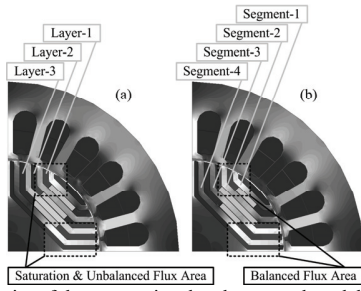 Layer-1
Layer-2
Layer-3
(a)
Segment-1
Segment-2
Segment-3
Segment-4
(b)
Saturation & Unbalanced Flux Area
Balanced Flux Area